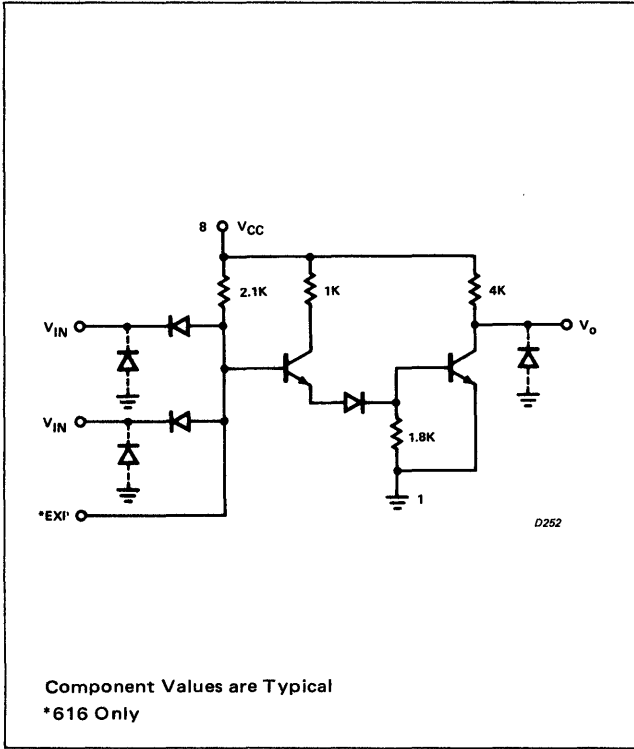 8 VCC
2.1K
1K
4K
VIN
Vo
VIN
1.8K
*EXP
1
D252
Component Values are Typical
*616 Only